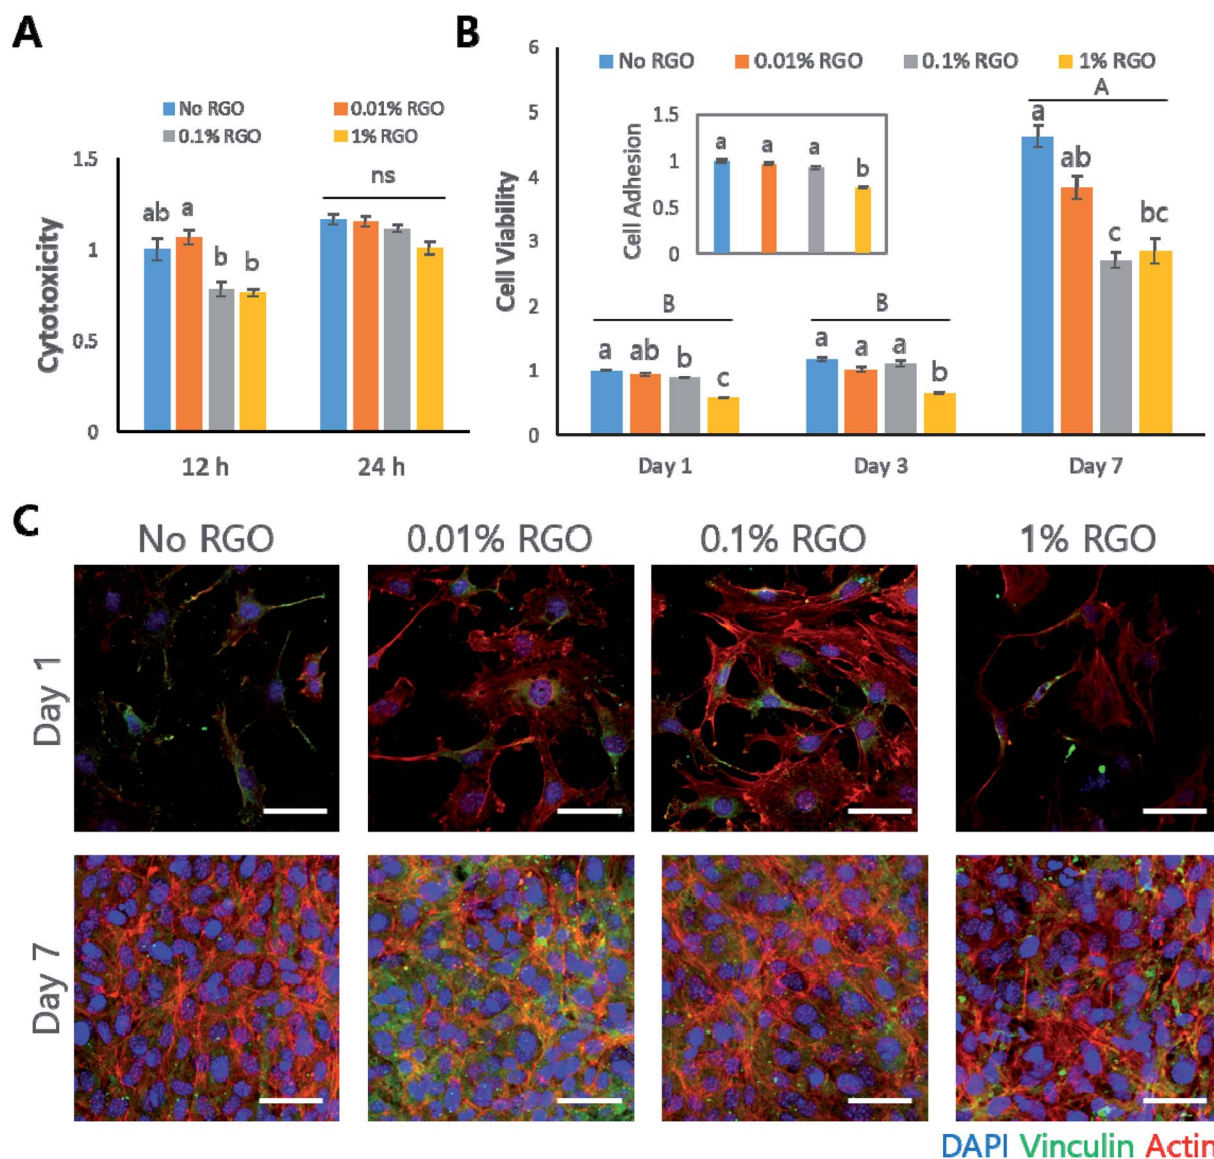 A
No RGO 0.01% RGO
0.1% RGO 1% RGO
Cytotoxicity
1.5
1
0.5
0
ab a b b
ns
12 h 24 h
B
Cell Viability
6
5
4
3
2
1
0
No RGO 0.01% RGO 0.1% RGO 1% RGO
Cell Adhesion
1.5
1
0.5
0
a a a b
B
a ab b c
B
a a a b
A
a ab c bc
Day 1 Day 3 Day 7
C
No RGO 0.01% RGO 0.1% RGO 1% RGO
Day 1
Day 7
DAPI Vinculin Actin